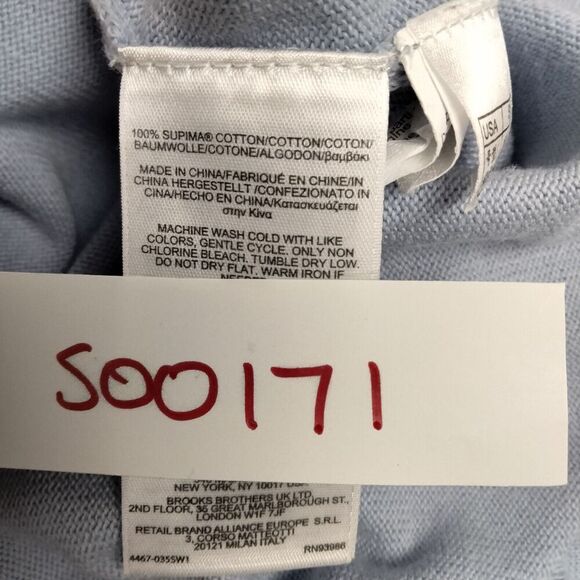 100% SUPIMA® COTTON/COTTON/COTON/
BAUMWOLLE/COTONE/ALGODON/βαμβάκι
MADE IN CHINA/FABRIQUÉ EN CHINE/IN
CHINA HERGESTELLT /CONFEZIONATO IN
CINA/HECHO EN CHINA/Κατασκευάζεται
στην Κίνα
MACHINE WASH COLD WITH LIKE
COLORS, GENTLE CYCLE. ONLY NON
CHLORINE BLEACH. TUMBLE DRY LOW.
DO NOT DRY FLAT. WARM IRON IF
USA
S00171
NEW YORK, NY 10017 USA
BROOKS BROTHERS UK LTD
2ND FLOOR, 36 GREAT MARLBOROUGH ST.,
LONDON W1F 7JF
RETAIL BRAND ALLIANCE EUROPE S.R.L.
3, CORSO MATTEOTTI
20121 MILAN ITALY
4467-035SW1 RN93986